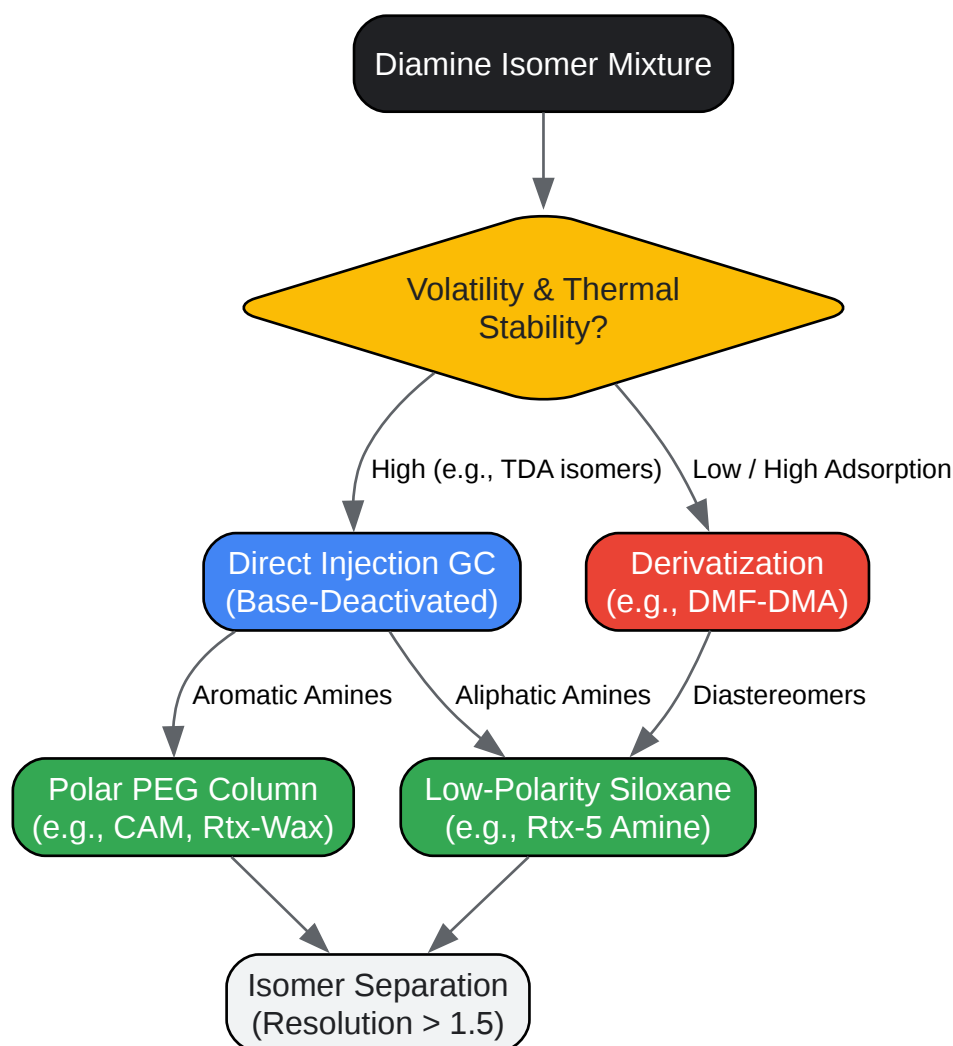 Diamine Isomer Mixture
Volatility & Thermal
Stability?
High (e.g., TDA isomers)
Low / High Adsorption
Direct Injection GC
(Base-Deactivated)
Derivatization
(e.g., DMF-DMA)
Aromatic Amines
Aliphatic Amines
Diastereomers
Polar PEG Column
(e.g., CAM, Rtx-Wax)
Low-Polarity Siloxane
(e.g., Rtx-5 Amine)
Isomer Separation
(Resolution > 1.5)